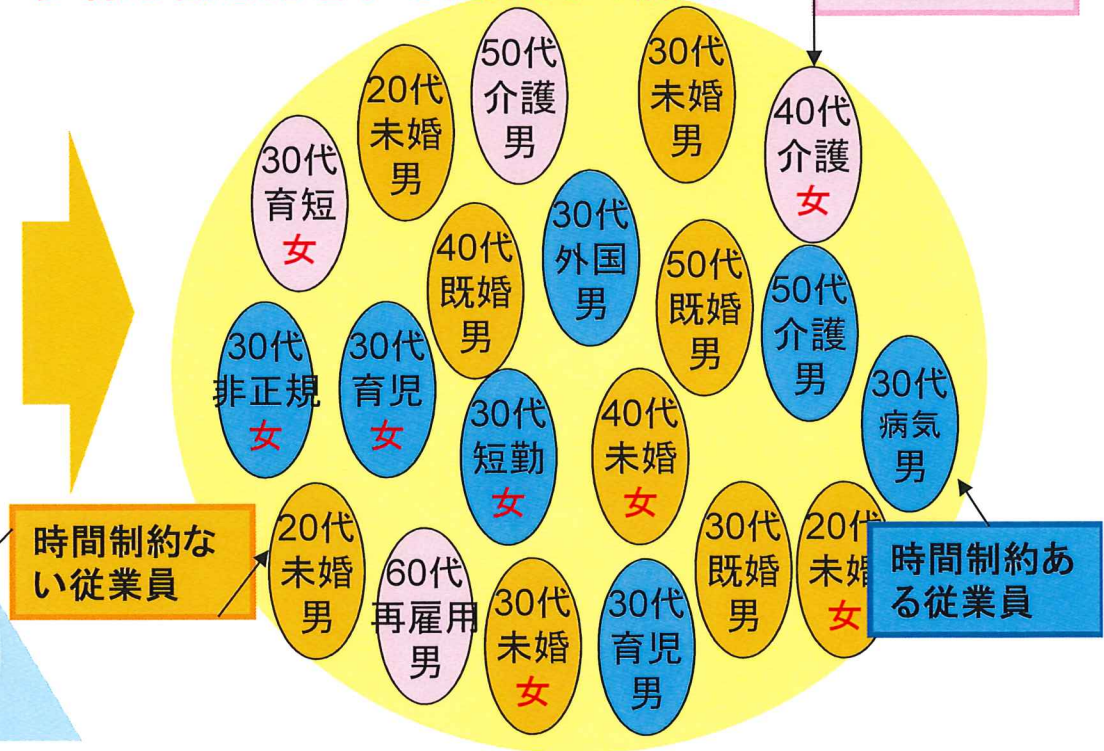 50代
介護
男
30代
未婚
男
20代
未婚
男
40代
介護
女
30代
育短
女
30代
外国
男
40代
既婚
男
50代
既婚
男
50代
介護
男
30代
非正規
女
30代
育児
女
30代
病気
男
30代
短勤
女
40代
未婚
女
時間制約な
い従業員
20代
未婚
男
60代
再雇用
男
30代
未婚
女
30代
育児
男
30代
既婚
男
20代
未婚
女
時間制約あ
る従業員